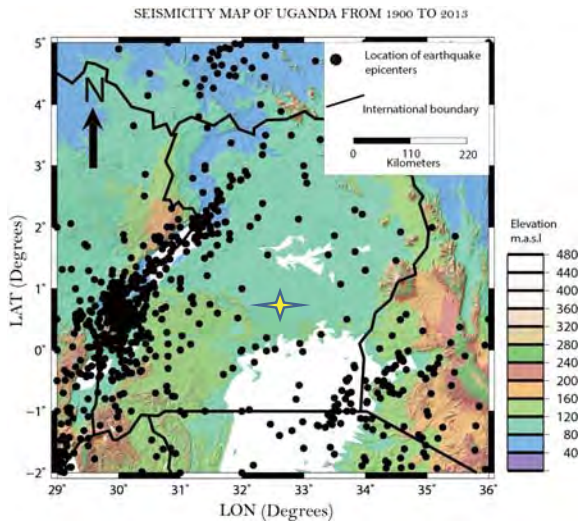 SEISMICITY MAP OF UGANDA FROM 1900 TO 2013
5°
4°
3°
2°
1°
0°
−1°
−2°
LAT (Degrees)
N
Location of earthquake
epicenters
International boundary
0 110 220
Kilometers
29° 30° 31° 32° 33° 34° 35° 36°
LON (Degrees)
Elevation
m.a.s.l
480
440
400
360
320
280
240
200
160
120
80
40